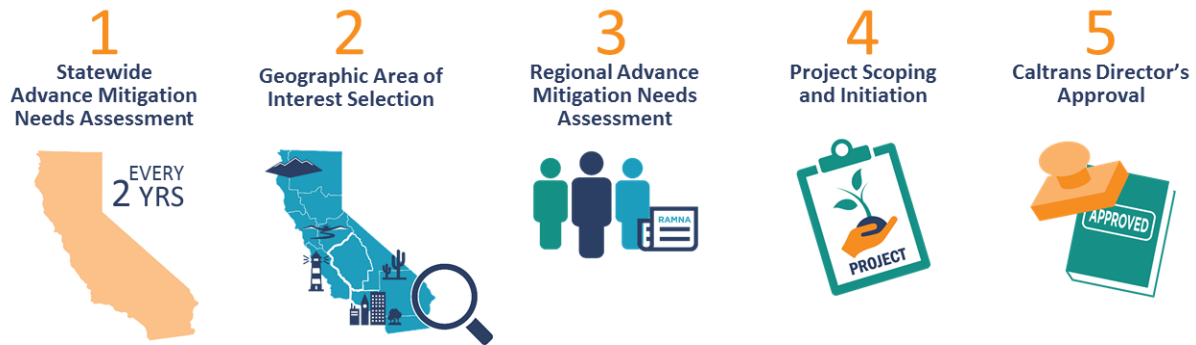 1
Statewide
Advance Mitigation
Needs Assessment
EVERY
2 YRS
2
Geographic Area of
Interest Selection
3
Regional Advance
Mitigation Needs
Assessment
RAMNA
4
Project Scoping
and Initiation
PROJECT
5
Caltrans Director’s
Approval
APPROVED